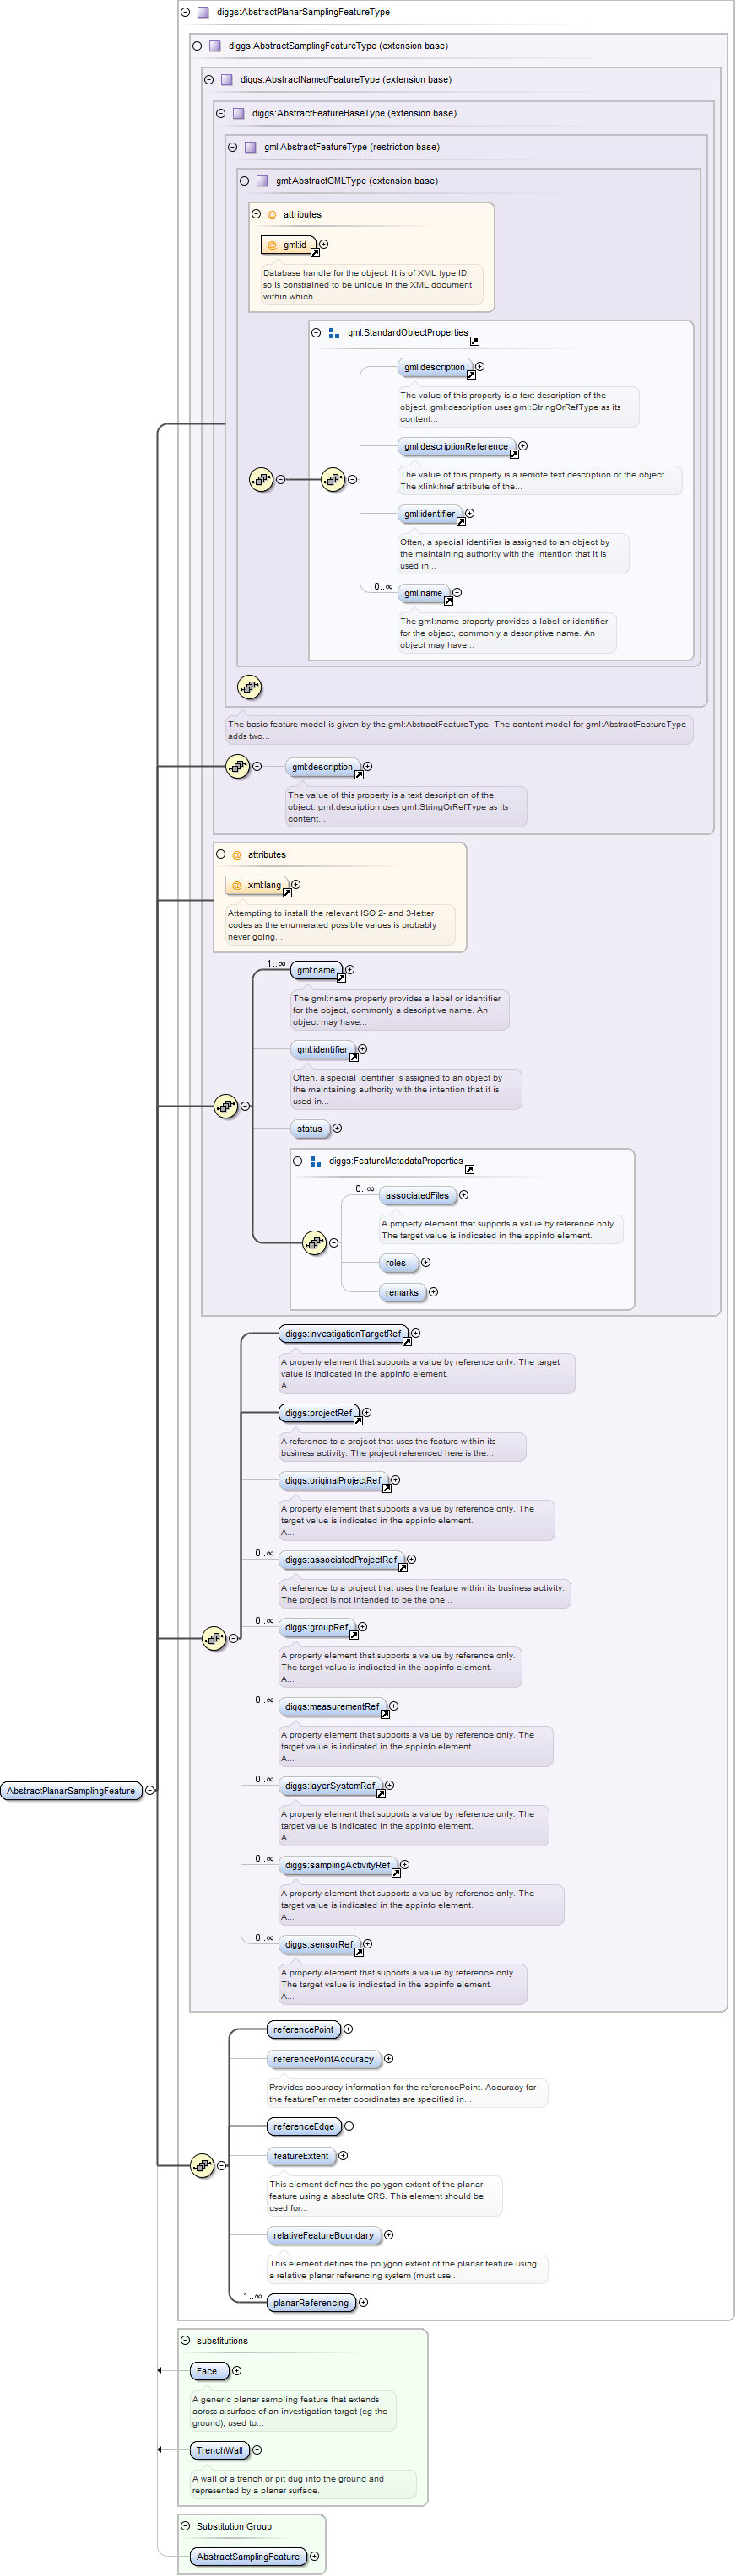 diggs:AbstractPlanarSamplingFeatureType
diggs:AbstractSamplingFeatureType (extension base)
diggs:AbstractNamedFeatureType (extension base)
diggs:AbstractFeatureBaseType (extension base)
gml:AbstractFeatureType (restriction base)
gml:AbstractGMLType (extension base)
@ attributes
@ gml:id
Database handle for the object. It is of XML type ID,
so is constrained to be unique in the XML document
within which...
gml:StandardObjectProperties
gml:description
The value of this property is a text description of the
object. gml:description uses gml:StringOrRefType as its
content...
gml:descriptionReference
The value of this property is a remote text description of the object.
The xlink:href attribute of the...
gml:identifier
Often, a special identifier is assigned to an object by
the maintaining authority with the intention that it is
used in...
0..∞
gml:name
The gml:name property provides a label or identifier
for the object, commonly a descriptive name. An
object may have...
The basic feature model is given by the gml:AbstractFeatureType. The content model for gml:AbstractFeatureType
adds two...
gml:description
The value of this property is a text description of the
object. gml:description uses gml:StringOrRefType as its
content...
@ attributes
@ xml:lang
Attempting to install the relevant ISO 2- and 3-letter
codes as the enumerated possible values is probably
never going...
1..∞
gml:name
The gml:name property provides a label or identifier
for the object, commonly a descriptive name. An
object may have...
gml:identifier
Often, a special identifier is assigned to an object by
the maintaining authority with the intention that it is
used in...
status
diggs:FeatureMetadataProperties
0..∞
associatedFiles
A property element that supports a value by reference only.
The target value is indicated in the appinfo element.
roles
remarks
diggs:investigationTargetRef
A property element that supports a value by reference only. The target
value is indicated in the appinfo element.
A...
diggs:projectRef
A reference to a project that uses the feature within its
business activity. The project referenced here is the...
diggs:originalProjectRef
A property element that supports a value by reference only. The
target value is indicated in the appinfo element.
A...
0..∞
diggs:associatedProjectRef
A reference to a project that uses the feature within its business activity.
The project is not intended to be the one...
0..∞
diggs:groupRef
A property element that supports a value by reference only.
The target value is indicated in the appinfo element.
A...
0..∞
diggs:measurementRef
A property element that supports a value by reference only. The
target value is indicated in the appinfo element.
A...
0..∞
diggs:layerSystemRef
AbstractPlanarSamplingFeature
A property element that supports a value by reference only. The
target value is indicated in the appinfo element.
A...
0..∞
diggs:samplingActivityRef
A property element that supports a value by reference only. The
target value is indicated in the appinfo element.
A...
0..∞
diggs:sensorRef
A property element that supports a value by reference only.
The target value is indicated in the appinfo element.
A...
referencePoint
referencePointAccuracy
Provides accuracy information for the referencePoint. Accuracy for
the featurePerimeter coordinates are specified in...
referenceEdge
featureExtent
This element defines the polygon extent of the planar
feature using a absolute CRS. This element should be
used for...
relativeFeatureBoundary
This element defines the polygon extent of the planar feature using
a relative planar referencing system (must use...
1..∞
planarReferencing
substitutions
Face
A generic planar sampling feature that extends
across a surface of an investigation target (eg the
ground); used to...
TrenchWall
A wall of a trench or pit dug into the ground and
represented by a planar surface.
Substitution Group
AbstractSamplingFeature